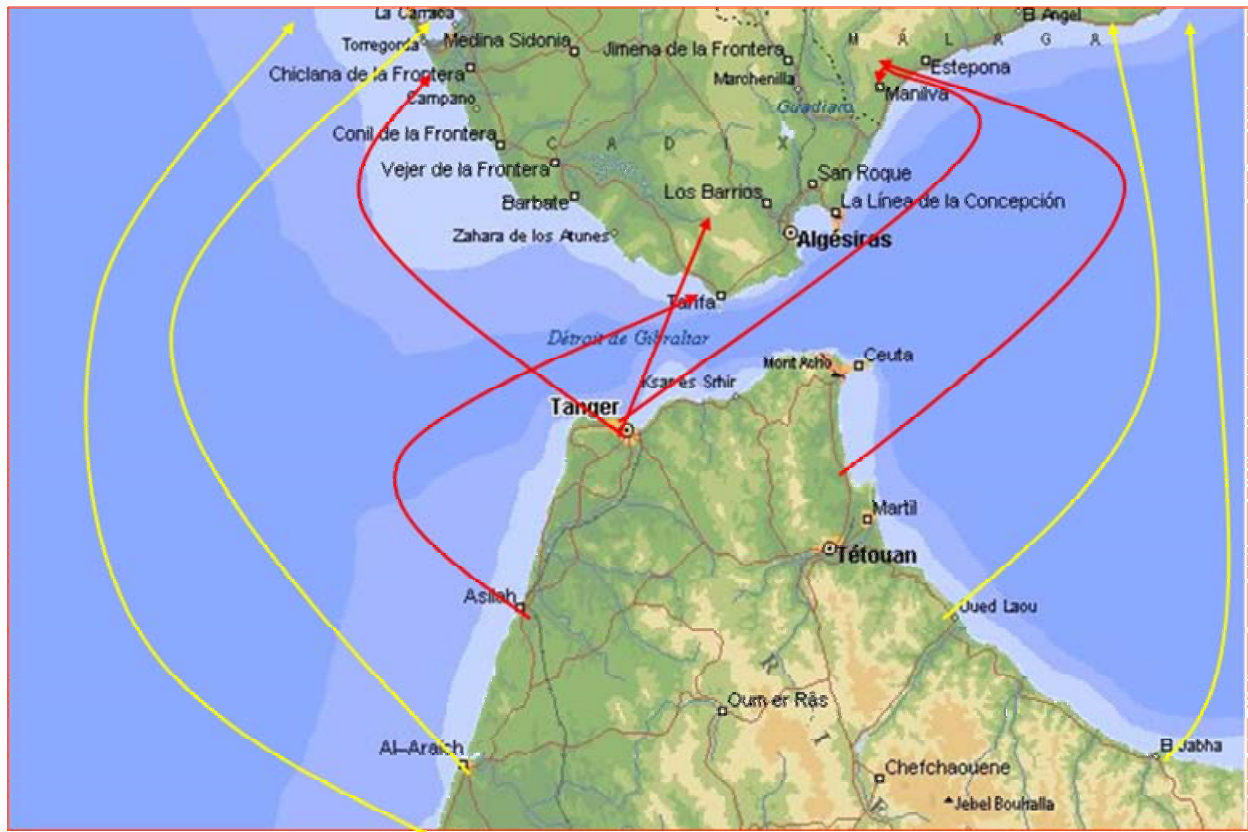 La Carraca
El Angel
Torregorda
Medina Sidonia
Jimena de la Frontera
M Á L A G A
Chiclana de la Frontera
Marchenilla
Estepona
Campano
Manilva
Guadiaro
Conil de la Frontera
C A D I X
Vejer de la Frontera
San Roque
Barbate
Los Barrios
La Línea de la Concepción
Zahara de los Atunes
Algésiras
Tarifa
Détroit de Gibraltar
Mont Acho
Ceuta
Ksar es Srhir
Tanger
Martil
Tétouan
Asilah
Oued Laou
R I F
Oum er Râs
Al-Araich
El Jabha
Chefchaouene
Jebel Bouhalla